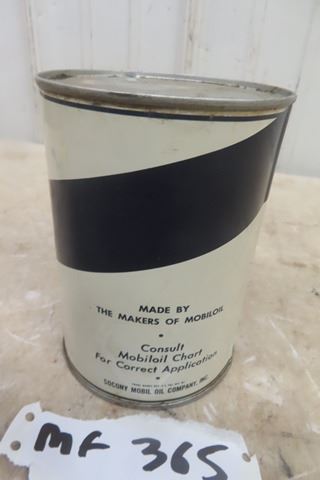 MADE BY
THE MAKERS OF MOBILOIL
•
Consult
Mobiloil Chart
For Correct Application
•
SOCONY MOBIL OIL COMPANY, INC.
MF 365